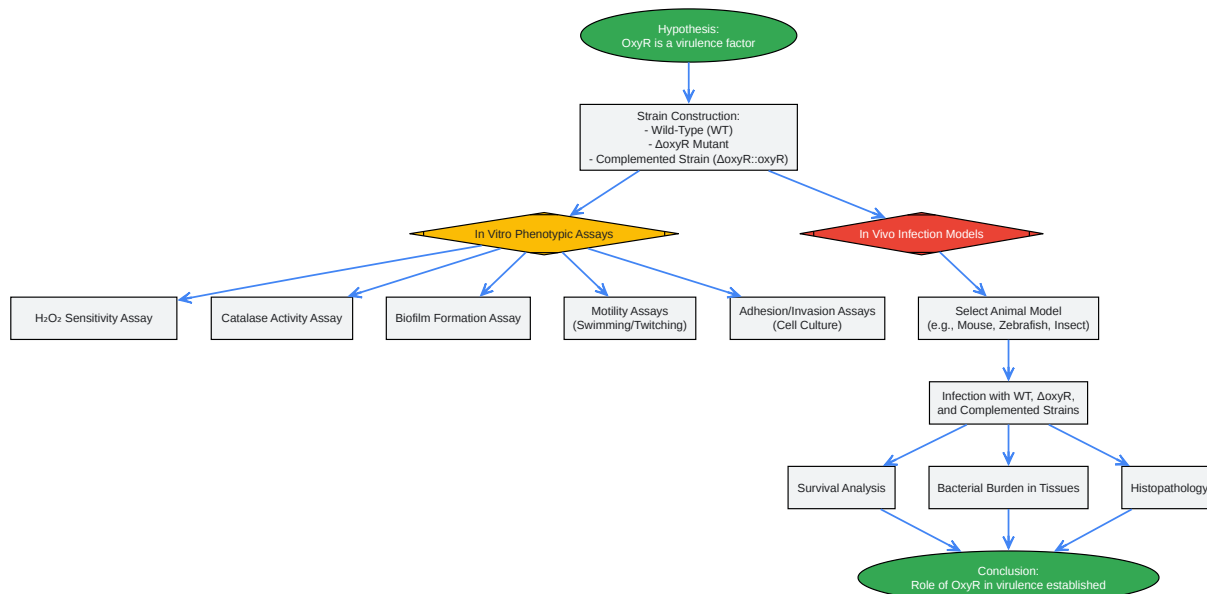 Hypothesis:
OxyR is a virulence factor
Strain Construction:
- Wild-Type (WT)
- ΔoxyR Mutant
- Complemented Strain (ΔoxyR::oxyR)
In Vitro Phenotypic Assays
In Vivo Infection Models
H₂O₂ Sensitivity Assay
Catalase Activity Assay
Biofilm Formation Assay
Motility Assays
(Swimming/Twitching)
Adhesion/Invasion Assays
(Cell Culture)
Select Animal Model
(e.g., Mouse, Zebrafish, Insect)
Infection with WT, ΔoxyR,
and Complemented Strains
Survival Analysis
Bacterial Burden in Tissues
Histopathology
Conclusion:
Role of OxyR in virulence established